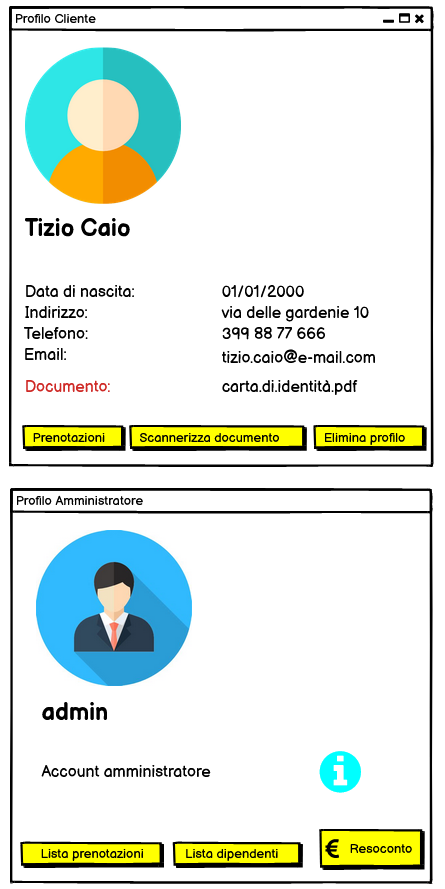 Profilo Cliente
Tizio Caio
Data di nascita: 01/01/2000
Indirizzo: via delle gardenie 10
Telefono: 399 88 77 666
Email: tizio.caio@e-mail.com
Documento: carta.di.identità.pdf
Prenotazioni Scannerizza documento Elimina profilo
Profilo Amministratore
admin
Account amministratore i
Lista prenotazioni Lista dipendenti € Resoconto